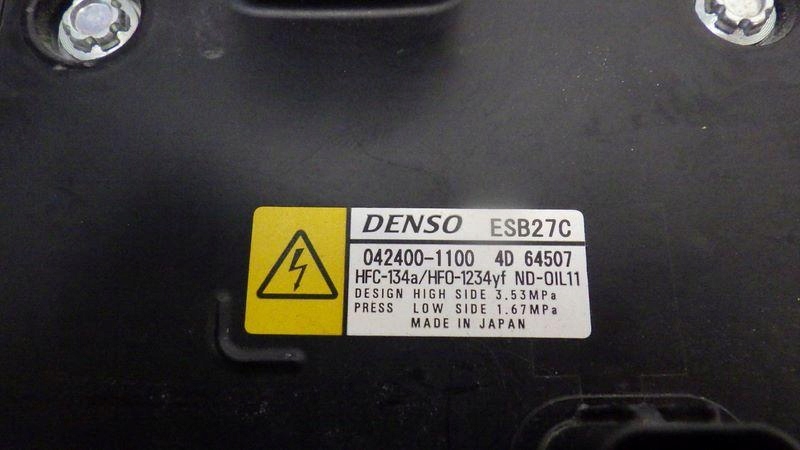 DENSO ESB27C
042400-1100 4D 64507
HFC-134a/HFO-1234yf ND-OIL11
DESIGN HIGH SIDE 3.53MPa
PRESS LOW SIDE 1.67MPa
MADE IN JAPAN